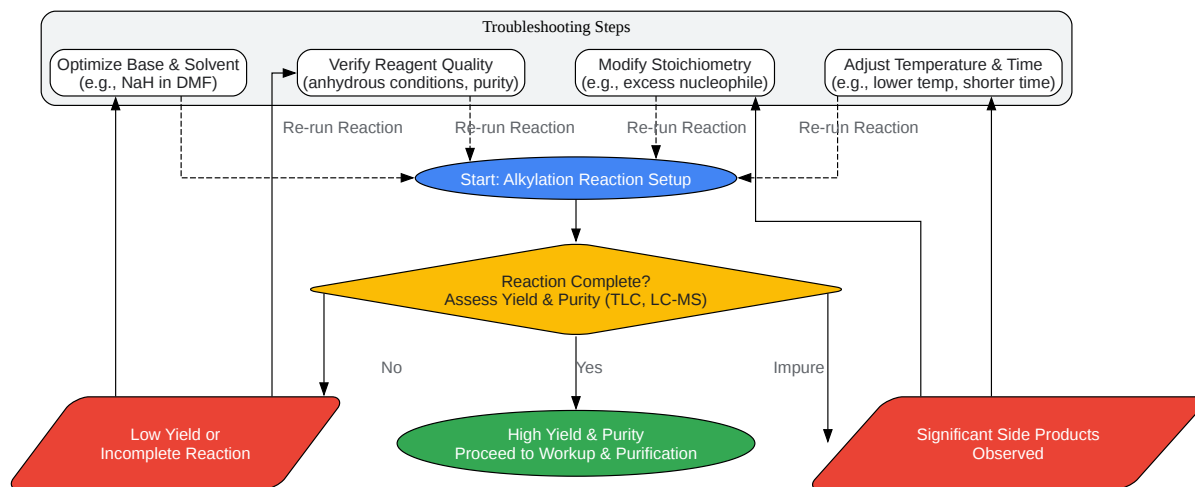 Troubleshooting Steps
Optimize Base & Solvent
(e.g., NaH in DMF)
Verify Reagent Quality
(anhydrous conditions, purity)
Modify Stoichiometry
(e.g., excess nucleophile)
Adjust Temperature & Time
(e.g., lower temp, shorter time)
Re-run Reaction
Re-run Reaction
Re-run Reaction
Re-run Reaction
Start: Alkylation Reaction Setup
Reaction Complete?
Assess Yield & Purity (TLC, LC-MS)
No
Yes
Impure
Low Yield or
Incomplete Reaction
High Yield & Purity
Proceed to Workup & Purification
Significant Side Products
Observed